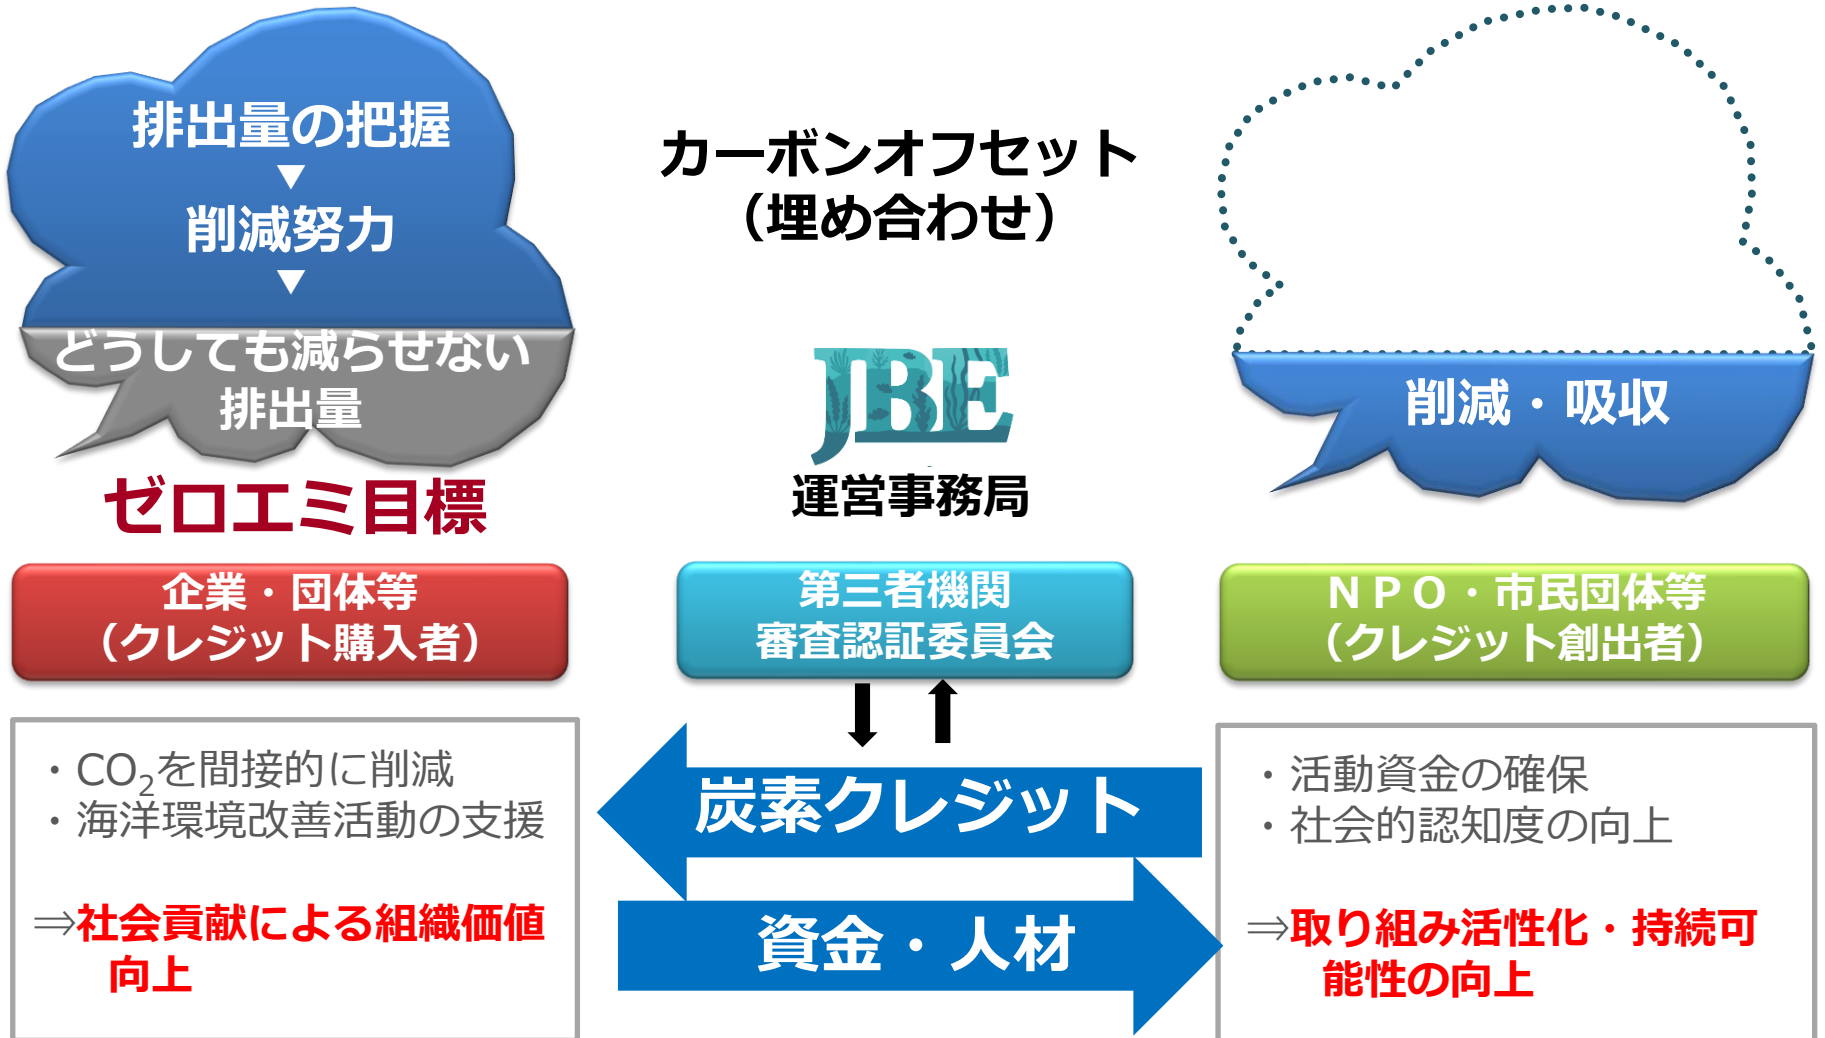 排出量の把握
▼
削減努力
▼
どうしても減らせない
排出量
ゼロエミ目標
企業・団体等
（クレジット購入者）
・CO₂を間接的に削減
・海洋環境改善活動の支援
⇒社会貢献による組織価値
向上
カーボンオフセット
（埋め合わせ）
JBE
運営事務局
第三者機関
審査認証委員会
炭素クレジット
資金・人材
削減・吸収
ＮＰＯ・市民団体等
（クレジット創出者）
・活動資金の確保
・社会的認知度の向上
⇒取り組み活性化・持続可
能性の向上